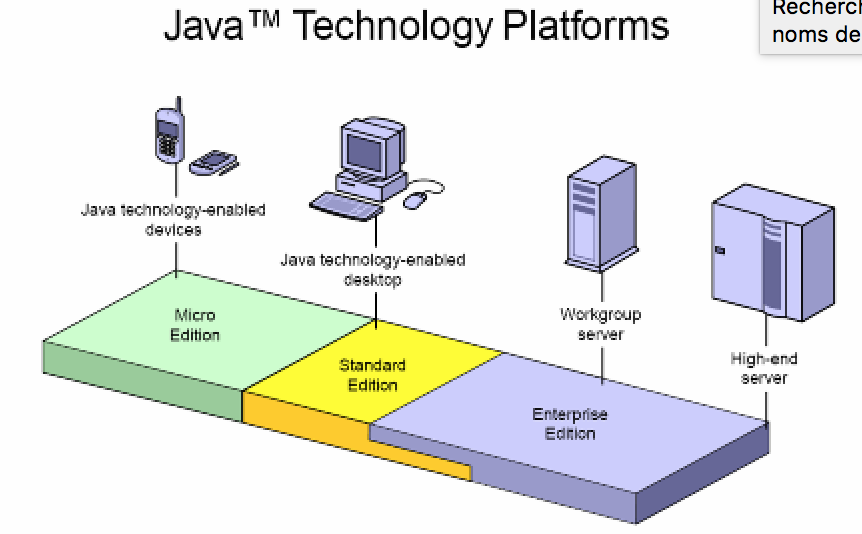 Java™ Technology Platforms
noms de
Java technology-enabled
devices
Java technology-enabled
desktop
Workgroup
server
High-end
server
Micro
Edition
Standard
Edition
Enterprise
Edition